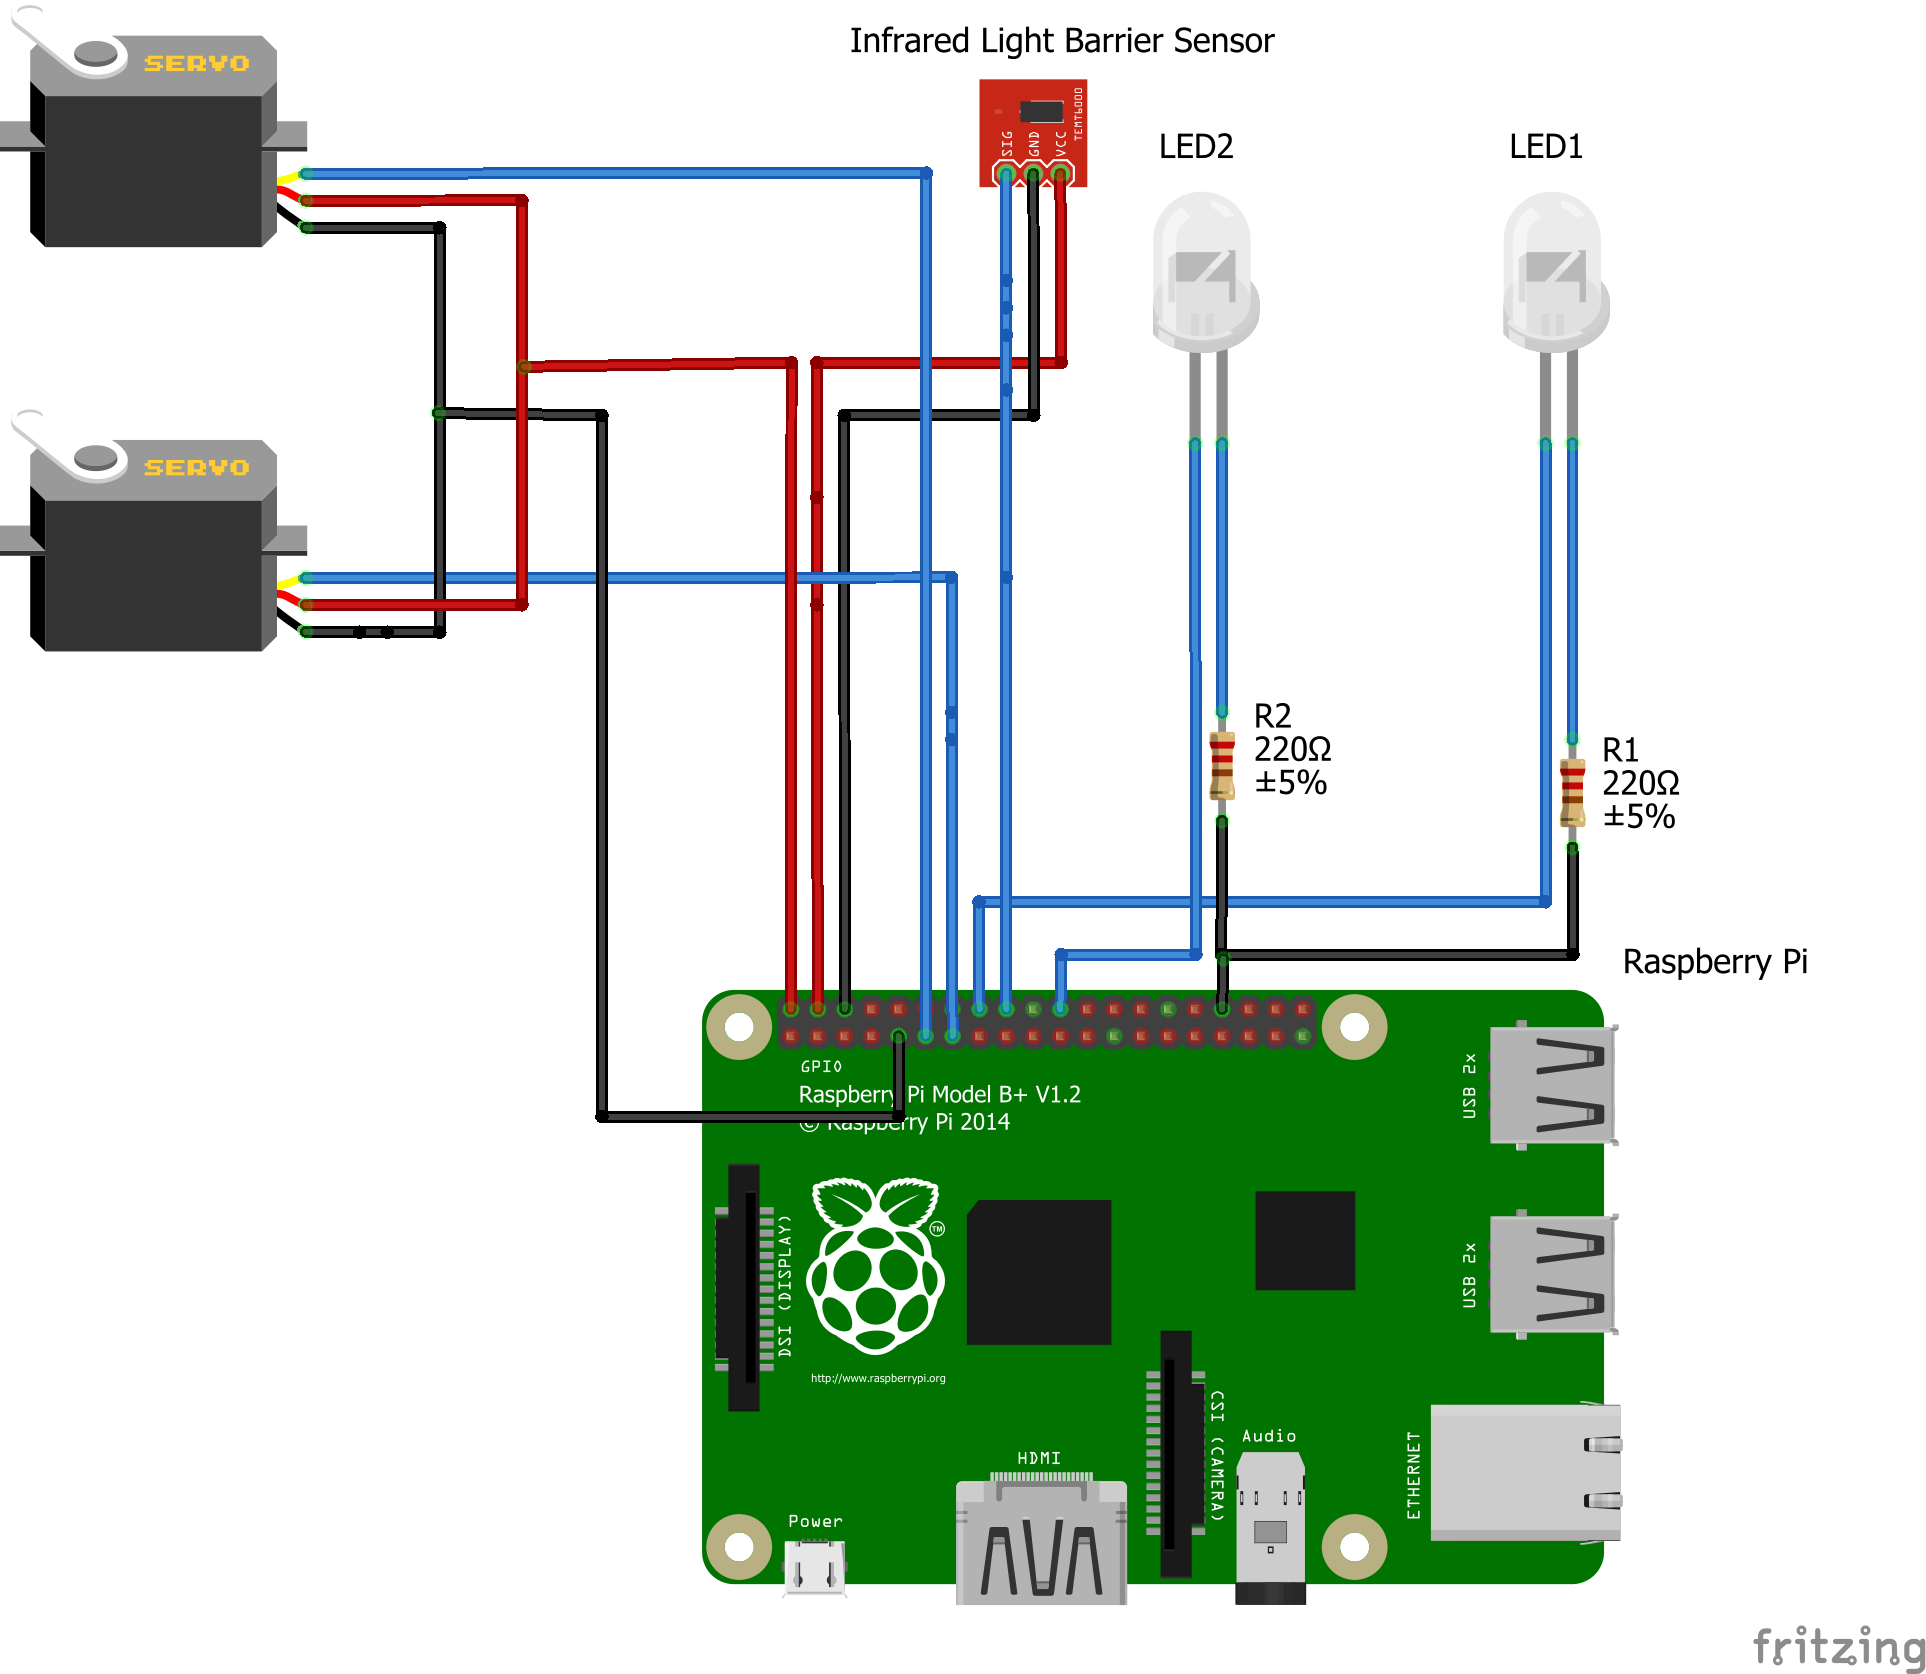 Infrared Light Barrier Sensor
SERVO
TEMT6000
SIG
GND
VCC
LED2
LED1
SERVO
R2
220Ω
±5%
R1
220Ω
±5%
Raspberry Pi
GPIO
Raspberry Pi Model B+ V1.2
© Raspberry Pi 2014
USB 2x
USB 2x
DSI (DISPLAY)
TM
http://www.raspberrypi.org
CSI (CAMERA)
Audio
ETHERNET
HDMI
Power
fritzing